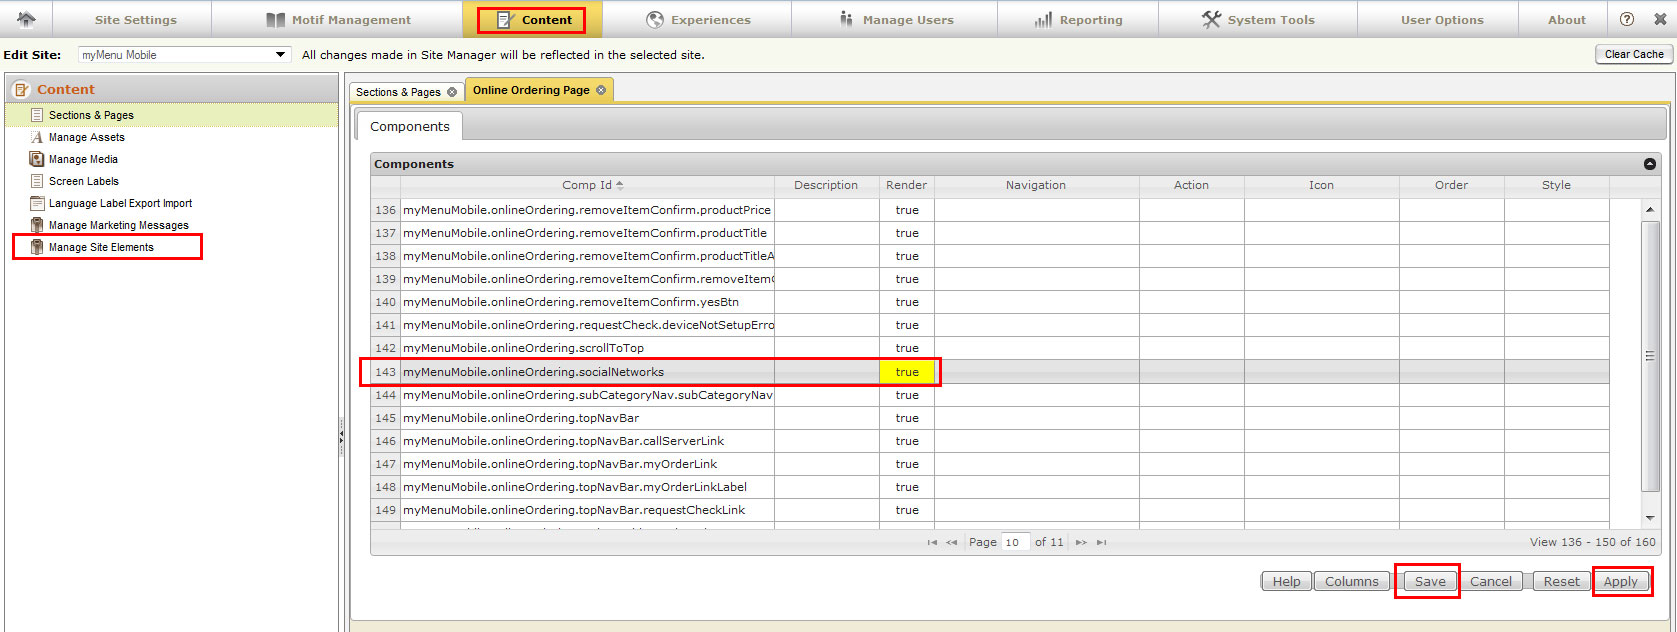 Site Settings Motif Management Content Experiences Manage Users Reporting System Tools User Options About
Edit Site: myMenu Mobile All changes made in Site Manager will be reflected in the selected site. Clear Cache
Content
Sections & Pages
Manage Assets
Manage Media
Screen Labels
Language Label Export Import
Manage Marketing Messages
Manage Site Elements
Sections & Pages Online Ordering Page
Components
Components
Comp Id Description Render Navigation Action Icon Order Style
136 myMenuMobile.onlineOrdering.removeItemConfirm.productPrice true
137 myMenuMobile.onlineOrdering.removeItemConfirm.productTitle true
138 myMenuMobile.onlineOrdering.removeItemConfirm.productTitleA true
139 myMenuMobile.onlineOrdering.removeItemConfirm.removeItemC true
140 myMenuMobile.onlineOrdering.removeItemConfirm.yesBtn true
141 myMenuMobile.onlineOrdering.requestCheck.deviceNotSetupErro true
142 myMenuMobile.onlineOrdering.scrollToTop true
143 myMenuMobile.onlineOrdering.socialNetworks true
144 myMenuMobile.onlineOrdering.subCategoryNav.subCategoryNav true
145 myMenuMobile.onlineOrdering.topNavBar true
146 myMenuMobile.onlineOrdering.topNavBar.callServerLink true
147 myMenuMobile.onlineOrdering.topNavBar.myOrderLink true
148 myMenuMobile.onlineOrdering.topNavBar.myOrderLinkLabel true
149 myMenuMobile.onlineOrdering.topNavBar.requestCheckLink true
Page 10 of 11 View 136 - 150 of 160
Help Columns Save Cancel Reset Apply